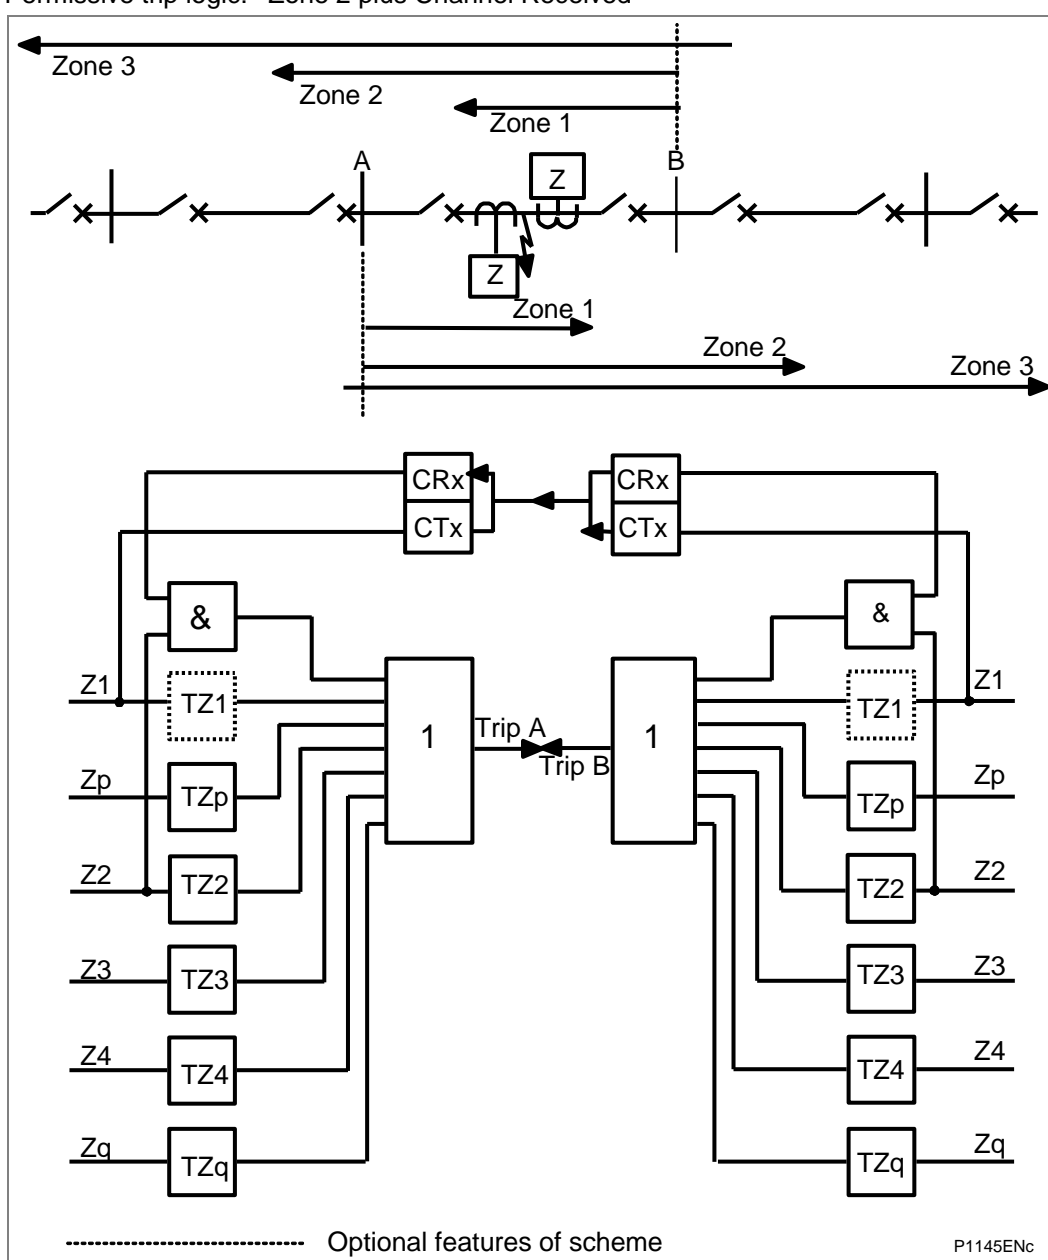 Permissive trip logic: Zone 2 plus Channel Received
Zone 3
Zone 2
Zone 1
A
B
Z
Z
Zone 1
Zone 2
Zone 3
CRx
CRx
CTx
CTx
&
&
Z1
TZ1
TZ1
Z1
1
Trip A
1
Trip B
Zp
TZp
TZp
Zp
Z2
TZ2
TZ2
Z2
Z3
TZ3
TZ3
Z3
Z4
TZ4
TZ4
Z4
Zq
TZq
TZq
Zq
Optional features of scheme
P1145ENc